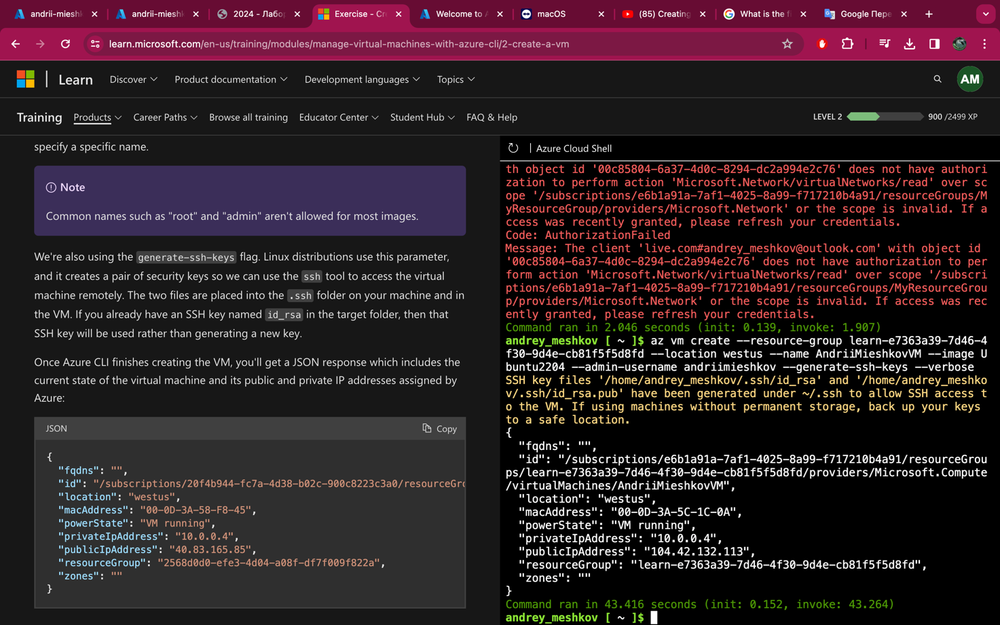 andrii-miesh
andrii-miesh
2024 - Лабо
Exercise - Cr
Welcome to A
macOS
(85) Creating
What is the fi
Google Пере
learn.microsoft.com/en-us/training/modules/manage-virtual-machines-with-azure-cli/2-create-a-vm
Learn
Discover
Product documentation
Development languages
Topics
AM
Training
Products
Career Paths
Browse all training
Educator Center
Student Hub
FAQ & Help
LEVEL 2
900 /2499 XP
specify a specific name.
Note
Common names such as "root" and "admin" aren't allowed for most images.
We're also using the generate-ssh-keys flag. Linux distributions use this parameter,
and it creates a pair of security keys so we can use the ssh tool to access the virtual
machine remotely. The two files are placed into the .ssh folder on your machine and in
the VM. If you already have an SSH key named id_rsa in the target folder, then that
SSH key will be used rather than generating a new key.
Once Azure CLI finishes creating the VM, you'll get a JSON response which includes the
current state of the virtual machine and its public and private IP addresses assigned by
Azure:
JSON
Copy
{
"fqdns": "",
"id": "/subscriptions/20f4b944-fc7a-4d38-b02c-900c8223c3a0/resourceGro
"location": "westus",
"macAddress": "00-0D-3A-58-F8-45",
"powerState": "VM running",
"privateIpAddress": "10.0.0.4",
"publicIpAddress": "40.83.165.85",
"resourceGroup": "2568d0d0-efe3-4d04-a08f-df7f009f822a",
"zones": ""
}
Azure Cloud Shell
th object id '00c85804-6a37-4d0c-8294-dc2a994e2c76' does not have authori
zation to perform action 'Microsoft.Network/virtualNetworks/read' over sc
ope '/subscriptions/e6b1a91a-7af1-4025-8a99-f717210b4a91/resourceGroups/M
yResourceGroup/providers/Microsoft.Network' or the scope is invalid. If a
ccess was recently granted, please refresh your credentials.
Code: AuthorizationFailed
Message: The client 'live.com#andrey_meshkov@outlook.com' with object id
'00c85804-6a37-4d0c-8294-dc2a994e2c76' does not have authorization to per
form action 'Microsoft.Network/virtualNetworks/read' over scope '/subscri
ptions/e6b1a91a-7af1-4025-8a99-f717210b4a91/resourceGroups/MyResourceGrou
p/providers/Microsoft.Network' or the scope is invalid. If access was rec
ently granted, please refresh your credentials.
Command ran in 2.046 seconds (init: 0.139, invoke: 1.907)
andrey_meshkov [ ~ ]$ az vm create --resource-group learn-e7363a39-7d46-4
f30-9d4e-cb81f5f5d8fd --location westus --name AndriiMieshkovVM --image U
buntu2204 --admin-username andriimieshkov --generate-ssh-keys --verbose
SSH key files '/home/andrey_meshkov/.ssh/id_rsa' and '/home/andrey_meshko
v/.ssh/id_rsa.pub' have been generated under ~/.ssh to allow SSH access t
o the VM. If using machines without permanent storage, back up your keys
to a safe location.
{
"fqdns": "",
"id": "/subscriptions/e6b1a91a-7af1-4025-8a99-f717210b4a91/resourceGrou
ps/learn-e7363a39-7d46-4f30-9d4e-cb81f5f5d8fd/providers/Microsoft.Compute
/virtualMachines/AndriiMieshkovVM",
"location": "westus",
"macAddress": "00-0D-3A-5C-1C-0A",
"powerState": "VM running",
"privateIpAddress": "10.0.0.4",
"publicIpAddress": "104.42.132.113",
"resourceGroup": "learn-e7363a39-7d46-4f30-9d4e-cb81f5f5d8fd",
"zones": ""
}
Command ran in 43.416 seconds (init: 0.152, invoke: 43.264)
andrey_meshkov [ ~ ]$